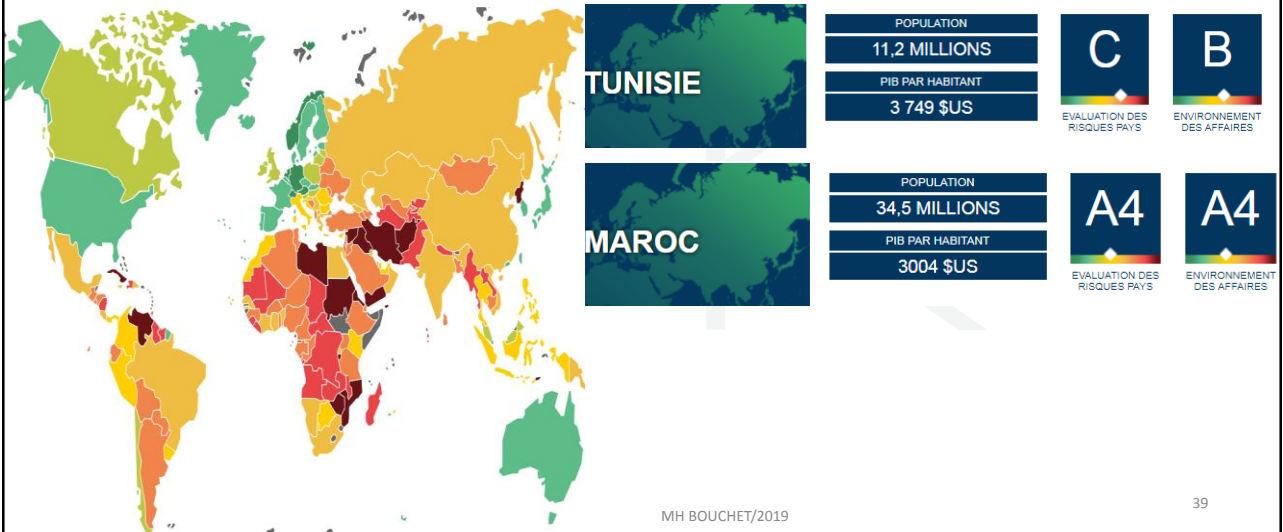 TUNISIE
POPULATION
11,2 MILLIONS
PIB PAR HABITANT
3 749 $US
C
EVALUATION DES
RISQUES PAYS
B
ENVIRONNEMENT
DES AFFAIRES
MAROC
POPULATION
34,5 MILLIONS
PIB PAR HABITANT
3004 $US
A4
EVALUATION DES
RISQUES PAYS
A4
ENVIRONNEMENT
DES AFFAIRES
MH BOUCHET/2019
39